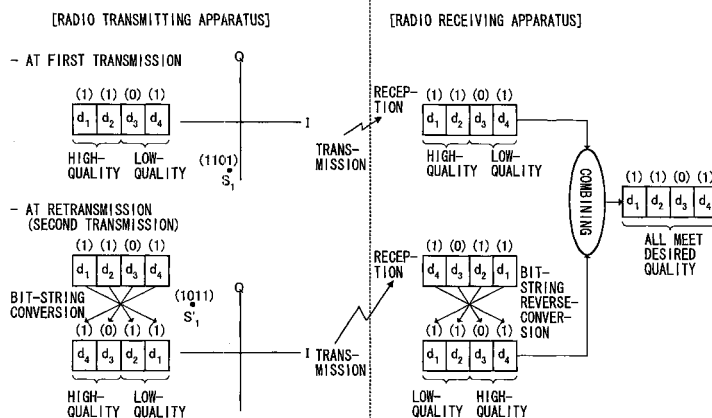 [RADIO TRANSMITTING APPARATUS]
[RADIO RECEIVING APPARATUS]
- AT FIRST TRANSMISSION
Q
I
(1) (1) (0) (1)
d1 d2 d3 d4
HIGH-QUALITY
LOW-QUALITY
(1101)
S1
TRANS-
MISSION
RECEP-
TION
(1) (1) (0) (1)
d1 d2 d3 d4
HIGH-QUALITY
LOW-QUALITY
COMBINING
(1) (1) (0) (1)
d1 d2 d3 d4
ALL MEET
DESIRED
QUALITY
- AT RETRANSMISSION
(SECOND TRANSMISSION)
(1) (1) (0) (1)
d1 d2 d3 d4
BIT-STRING
CONVERSION
(1) (0) (1) (1)
d4 d3 d2 d1
HIGH-QUALITY
LOW-QUALITY
Q
I
(1011)
S'1
TRANS-
MISSION
RECEP-
TION
(1) (0) (1) (1)
d4 d3 d2 d1
BIT-
STRING
REVERSE-
CONVER-
SION
(1) (1) (0) (1)
d1 d2 d3 d4
LOW-QUALITY
HIGH-QUALITY